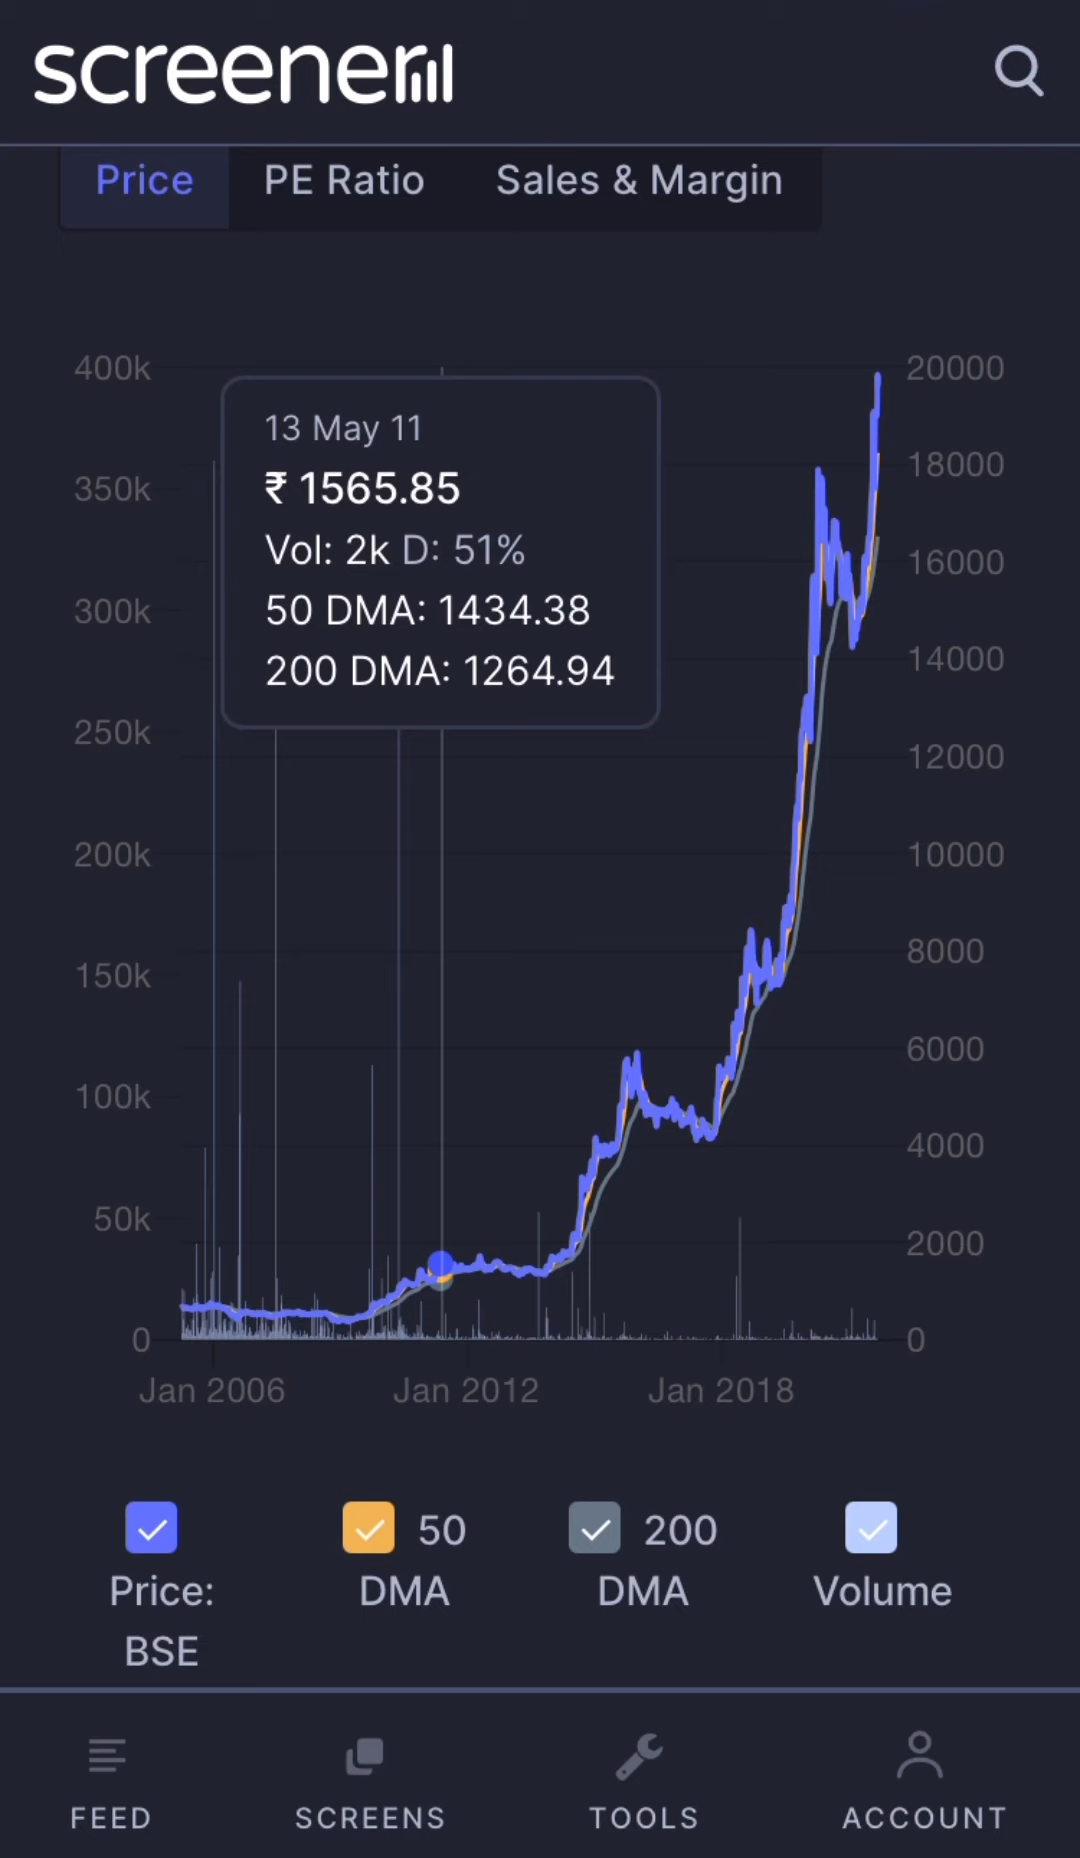 screener
Price PE Ratio Sales & Margin
400k 20000
13 May 11
₹ 1565.85
Vol: 2k D: 51%
50 DMA: 1434.38
200 DMA: 1264.94
350k 18000
300k 16000
250k 14000
200k 12000
150k 10000
100k 8000
50k 6000
0 4000
2000
0
Jan 2006 Jan 2012 Jan 2018
Price: BSE
50 DMA
200 DMA
Volume
FEED SCREENS TOOLS ACCOUNT